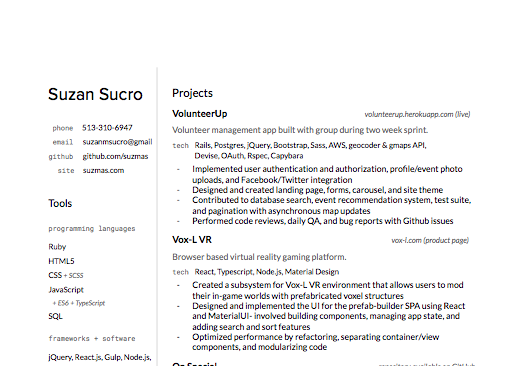 Suzan Sucro
phone 513-310-6947
email suzanmsucro@gmail
github github.com/suzmas
site suzmas.com
Tools
programming languages
Ruby
HTML5
CSS + SCSS
JavaScript
+ ES6 + TypeScript
SQL
frameworks + software
jQuery, React.js, Gulp, Node.js,
Projects
VolunteerUp volunteerup.herokuapp.com (live)
Volunteer management app built with group during two week sprint.
tech Rails, Postgres, jQuery, Bootstrap, Sass, AWS, geocoder & gmaps API,
Devise, OAuth, Rspec, Capybara
- Implemented user authentication and authorization, profile/event photo
uploads, and Facebook/Twitter integration
- Designed and created landing page, forms, carousel, and site theme
- Contributed to database search, event recommendation system, test suite,
and pagination with asynchronous map updates
- Performed code reviews, daily QA, and bug reports with Github issues
Vox-L VR vox-l.com (product page)
Browser based virtual reality gaming platform.
tech React, Typescript, Node.js, Material Design
- Created a subsystem for Vox-L VR environment that allows users to mod
their in-game worlds with prefabricated voxel structures
- Designed and implemented the UI for the prefab-builder SPA using React
and MaterialUI- involved building components, managing app state, and
adding search and sort features
- Optimized performance by refactoring, separating container/view
components, and modularizing code